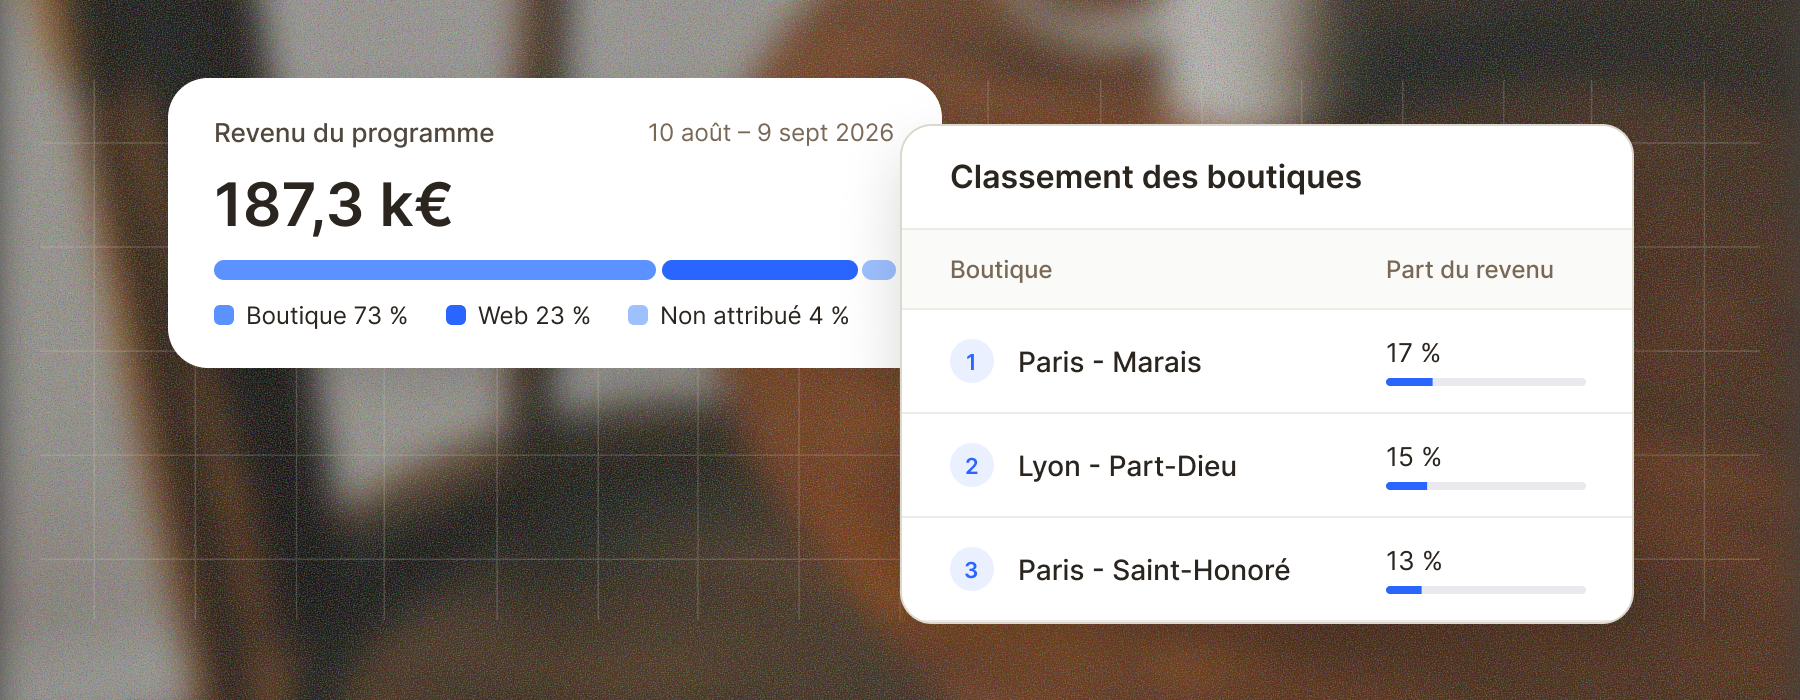 Revenu du programme
10 août – 9 sept 2026
187,3 k€
Boutique 73 %
Web 23 %
Non attribué 4 %
Classement des boutiques
Boutique
Part du revenu
1
Paris - Marais
17 %
2
Lyon - Part-Dieu
15 %
3
Paris - Saint-Honoré
13 %